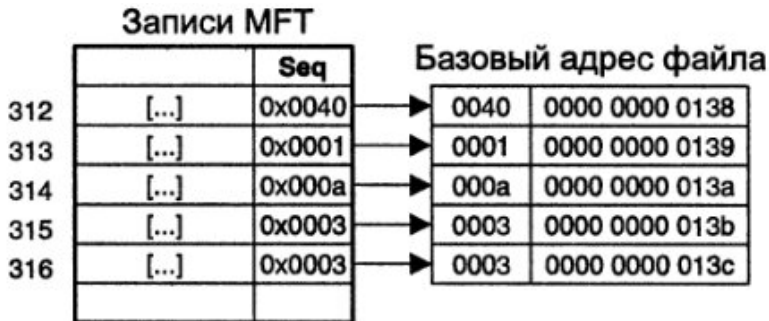 Записи MFT
Seq
Базовый адрес файла
312 [...] 0x0040 0040 0000 0000 0138
313 [...] 0x0001 0001 0000 0000 0139
314 [...] 0x000a 000a 0000 0000 013a
315 [...] 0x0003 0003 0000 0000 013b
316 [...] 0x0003 0003 0000 0000 013c